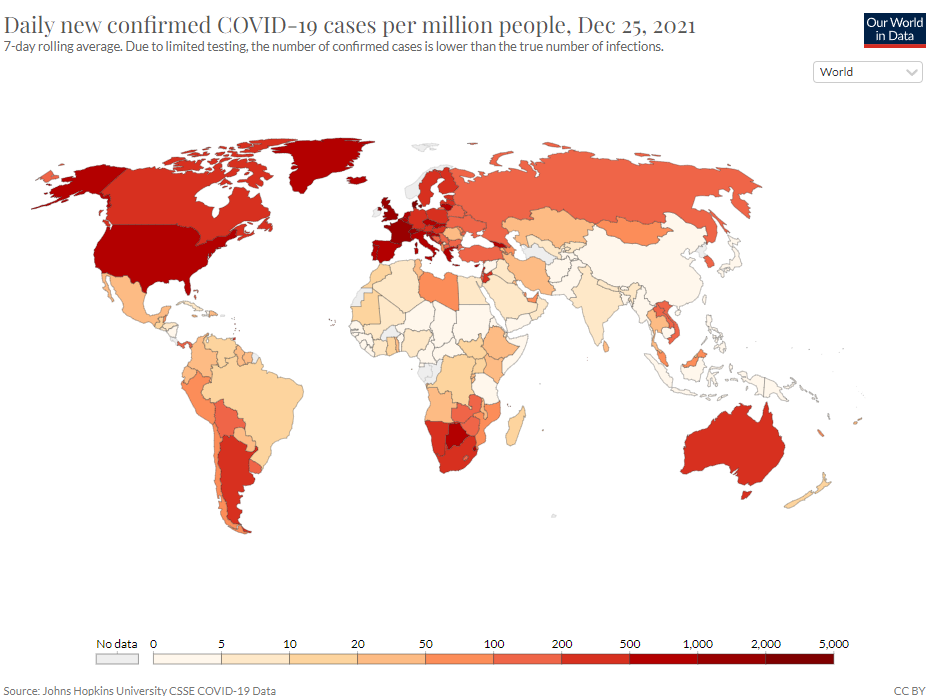 Daily new confirmed COVID-19 cases per million people, Dec 25, 2021
7-day rolling average. Due to limited testing, the number of confirmed cases is lower than the true number of infections.
Our World
in Data
World
No data 0 5 10 20 50 100 200 500 1,000 2,000 5,000
Source: Johns Hopkins University CSSE COVID-19 Data CC BY